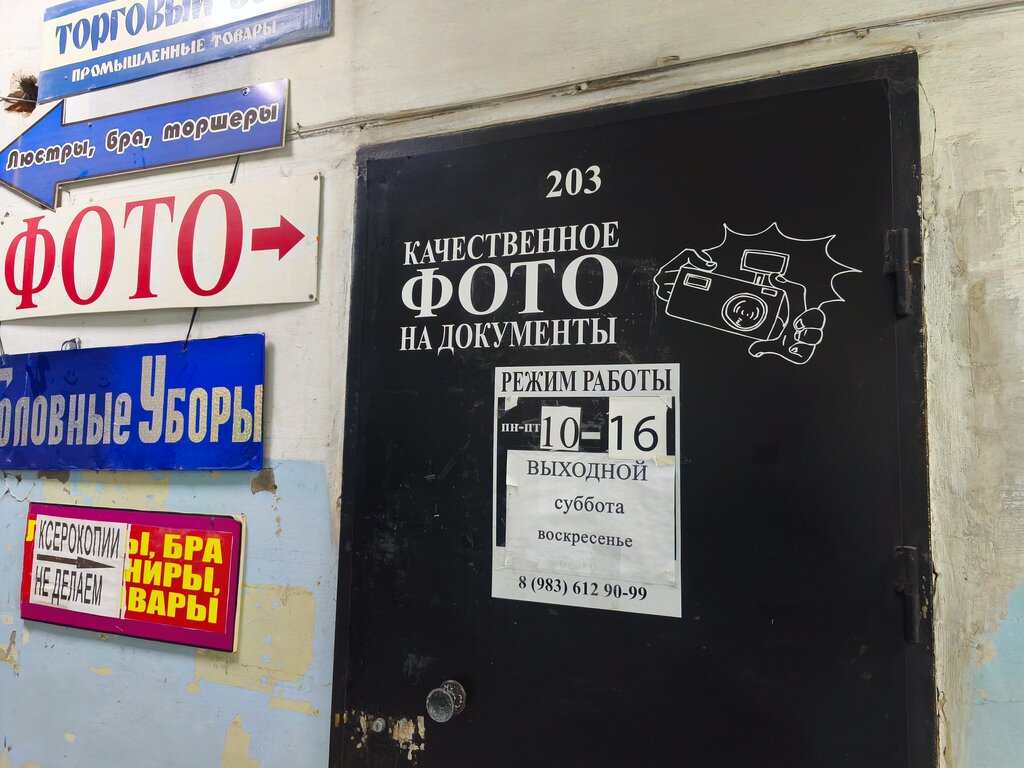 ТОРГОВЫЙ
ПРОМЫШЛЕННЫЕ ТОВАРЫ
Люстры, бра, торшеры
ФОТО
Головные Уборы
КСЕРОКОПИИ
НЕ ДЕЛАЕМ
Ы, БРА
НИРЫ,
ВАРЫ
203
КАЧЕСТВЕННОЕ
ФОТО
НА ДОКУМЕНТЫ
РЕЖИМ РАБОТЫ
пн-пт 10-16
ВЫХОДНОЙ
суббота
воскресенье
8 (983) 612 90-99